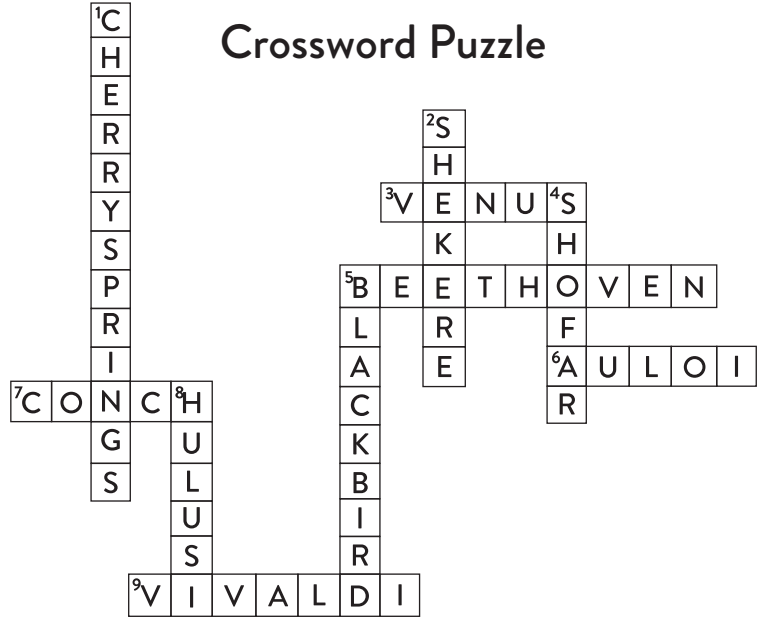 Crossword Puzzle
1 CHERRYSPRINGS
2 SHEKERE
3 VENUS
4 SHOFAR
5 BEETHOVEN
BLACKBIRD
6 AULOI
7 CONCH
8 HULUSI
9 VIVALDI